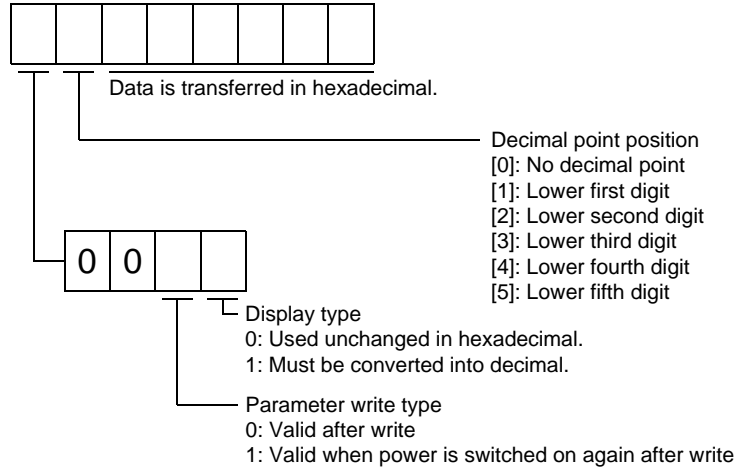 Data is transferred in hexadecimal.
Decimal point position
[0]: No decimal point
[1]: Lower first digit
[2]: Lower second digit
[3]: Lower third digit
[4]: Lower fourth digit
[5]: Lower fifth digit
0 0
Display type
0: Used unchanged in hexadecimal.
1: Must be converted into decimal.
Parameter write type
0: Valid after write
1: Valid when power is switched on again after write